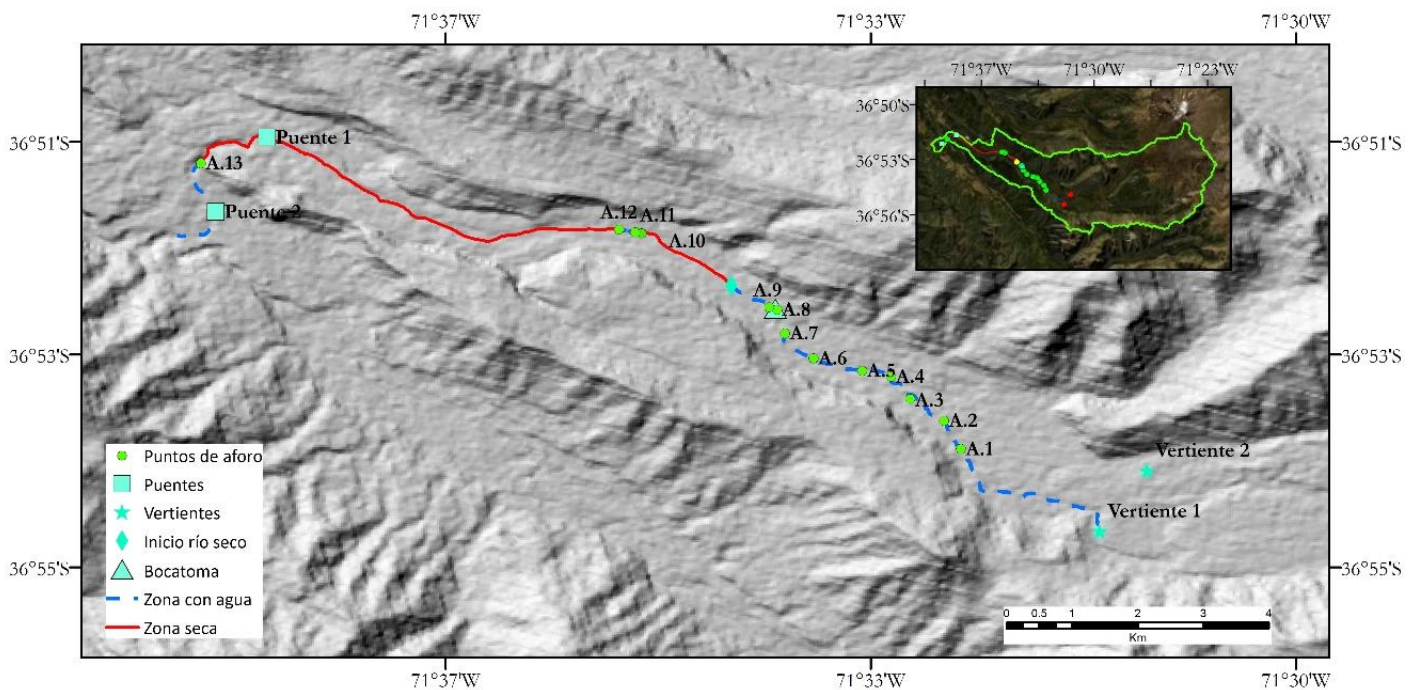 71°37'W 71°33'W 71°30'W
71°37'W 71°30'W 71°23'W
36°50'S
36°53'S
36°56'S
36°51'S 36°51'S
Puente 1
A.13
Puente 2
A.12 A.11
A.10
A.9
A.8
A.7
36°53'S 36°53'S
A.6
A.5
A.4
A.3
A.2
A.1
Vertiente 2
Vertiente 1
Puntos de aforo
Puentes
Vertientes
Inicio río seco
Bocatoma
Zona con agua
Zona seca
36°55'S 36°55'S
0 0.5 1 2 3 4
Km
71°37'W 71°33'W 71°30'W